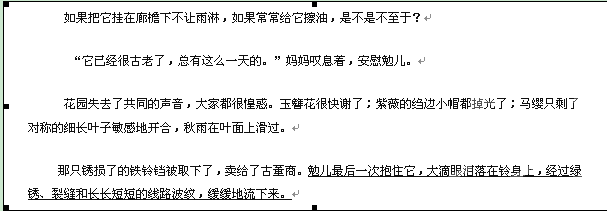 如果把它挂在廊檐下不让雨淋，如果常常给它擦油，是不是不至于？
“它已经很古老了，总有这么一天的。”妈妈叹息着，安慰勉儿。
花园失去了共同的声音，大家都很惶惑。玉簪花很快谢了；紫薇的绉边小帽都掉光了；马缨只剩了
对称的细长叶子敏感地开合，秋雨在叶面上滑过。
那只锈损了的铁铃铛被取下了，卖给了古董商。勉儿最后一次抱住它，大滴眼泪落在铃身上，经过绿
锈、裂缝和长长短短的线路波纹，缓缓地流下来。